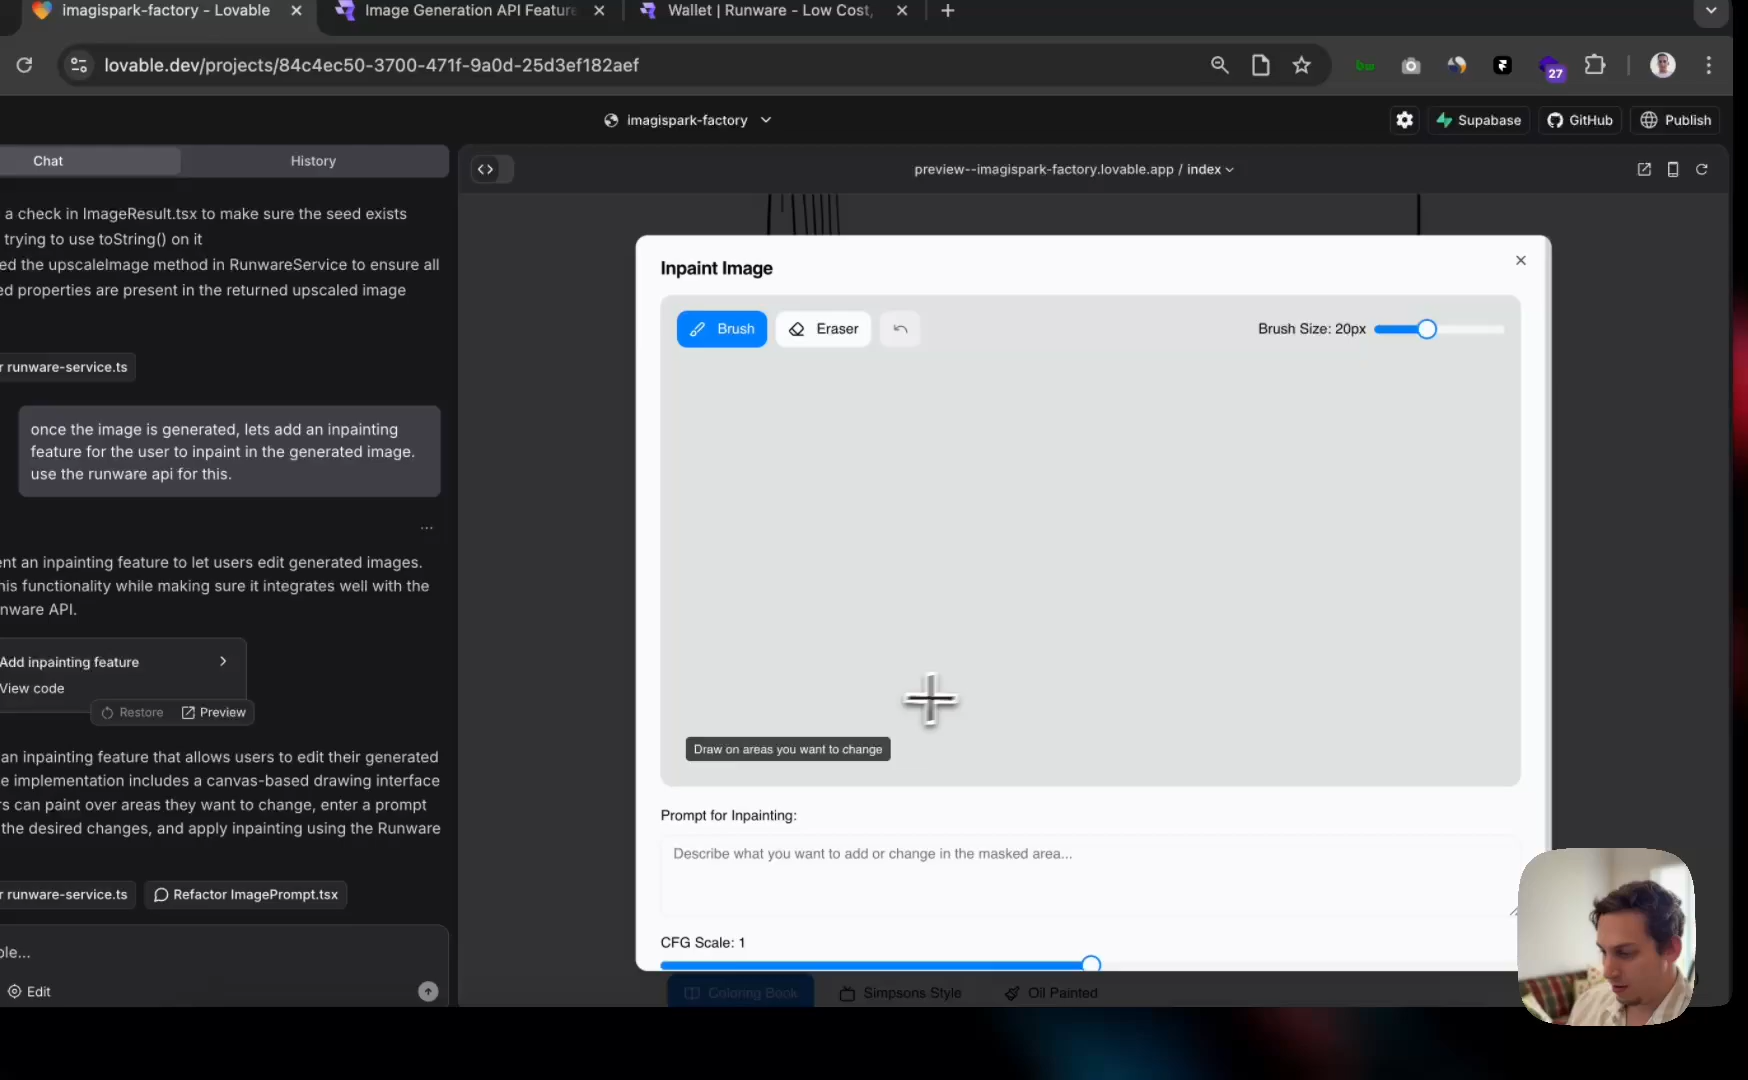 imagispark-factory - Lovable
Image Generation API Feature
Wallet | Runware - Low Cost,
lovable.dev/projects/84c4ec50-3700-471f-9a0d-25d3ef182aef
27
imagispark-factory
Supabase
GitHub
Publish
Chat
History
preview--imagispark-factory.lovable.app / index
a check in ImageResult.tsx to make sure the seed exists
trying to use toString() on it
ed the upscaleImage method in RunwareService to ensure all
ed properties are present in the returned upscaled image
r runware-service.ts
once the image is generated, lets add an inpainting
feature for the user to inpaint in the generated image.
use the runware api for this.
...
ent an inpainting feature to let users edit generated images.
his functionality while making sure it integrates well with the
nware API.
Add inpainting feature
View code
Restore
Preview
an inpainting feature that allows users to edit their generated
e implementation includes a canvas-based drawing interface
rs can paint over areas they want to change, enter a prompt
the desired changes, and apply inpainting using the Runware
r runware-service.ts
Refactor ImagePrompt.tsx
ble...
Edit
Inpaint Image
Brush
Eraser
Brush Size: 20px
Draw on areas you want to change
Prompt for Inpainting:
Describe what you want to add or change in the masked area...
CFG Scale: 1
Coloring Book
Simpsons Style
Oil Painted